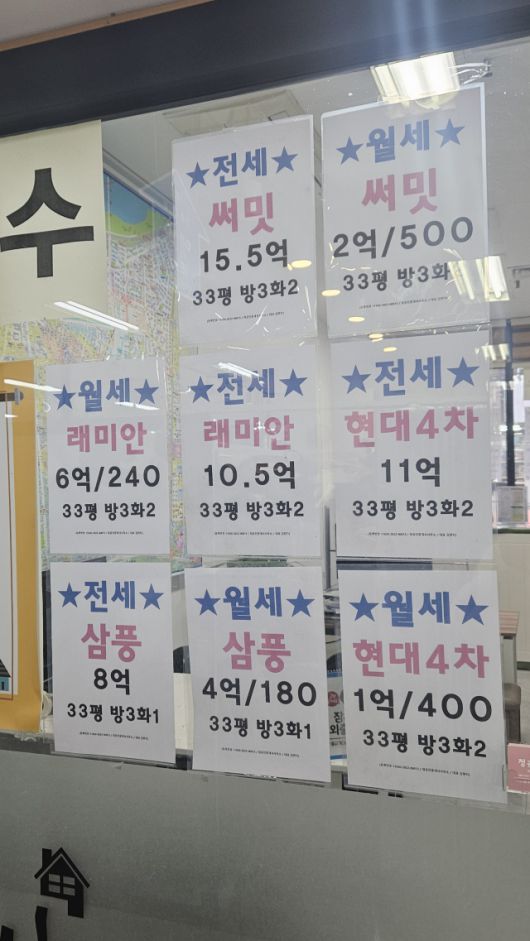 수
★전세★
써밋
15.5억
33평 방3화2
★월세★
써밋
2억/500
33평 방3화
★월세★
래미안
6억/240
33평 방3화2
★전세★
래미안
10.5억
33평 방3화2
★전세★
현대4차
11억
33평 방3화2
★전세★
삼풍
8억
33평 방3화1
★월세★
삼풍
4억/180
33평 방3화1
★월세★
현대4차
1억/400
33평 방3화2